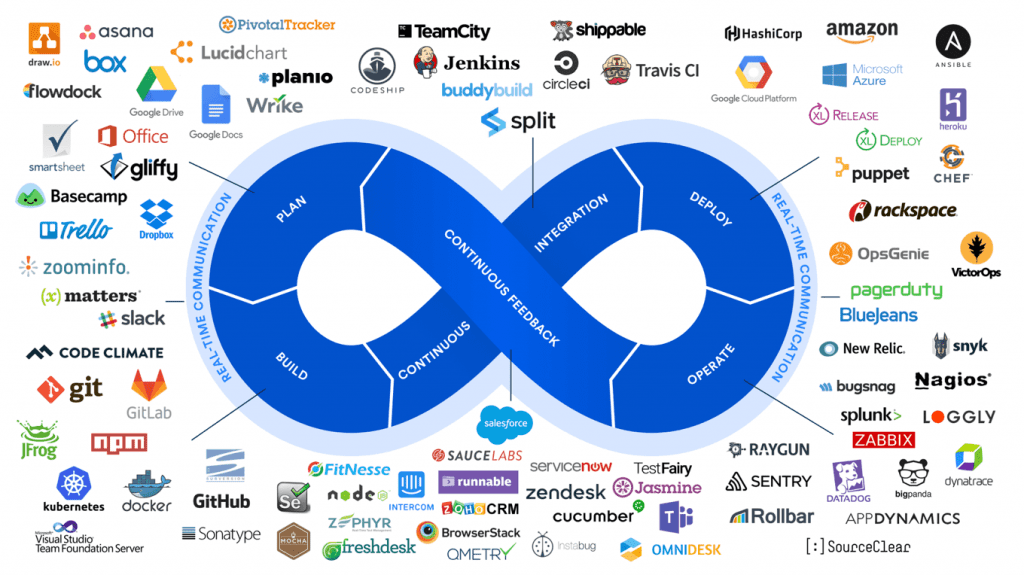 draw.io
asana
box
flowdock
PivotalTracker
Lucidchart
planio
Google Drive
Google Docs
Wrike
TeamCity
CODESHIP
Jenkins
buddybuild
shippable
circleci
Travis CI
split
HashiCorp
amazon
ANSIBLE
Google Cloud Platform
Microsoft
Azure
XL RELEASE
heroku
XL DEPLOY
puppet
CHEF
smartsheet
Office
gliffy
Basecamp
Trello
Dropbox
zoominfo.
(x) matters
slack
rackspace
OpsGenie
VictorOps
pagerduty
BlueJeans
REAL-TIME COMMUNICATION
PLAN
BUILD
CONTINUOUS
INTEGRATION
CONTINUOUS FEEDBACK
DEPLOY
OPERATE
REAL-TIME COMMUNICATION
CODE CLIMATE
git
GitLab
JFrog
npm
kubernetes
docker
SUBVERSION
GitHub
Visual Studio
Team Foundation Server
Sonatype
New Relic.
snyk
bugsnag
Nagios®
splunk>
LOGGLY
ZABBIX
RAYGUN
SENTRY
DATADOG
bigpanda
dynatrace
Rollbar
APPDYNAMICS
[:]SourceClear
salesforce
SAUCELABS
FitNesse
Se
node
JS
INTERCOM
runnable
servicenow
TestFairy
zendesk
Jasmine
ZOHO CRM
cucumber
T
ZEPHYR
MOCHA
freshdesk
BrowserStack
QMETRY
instabug
OMNIDESK